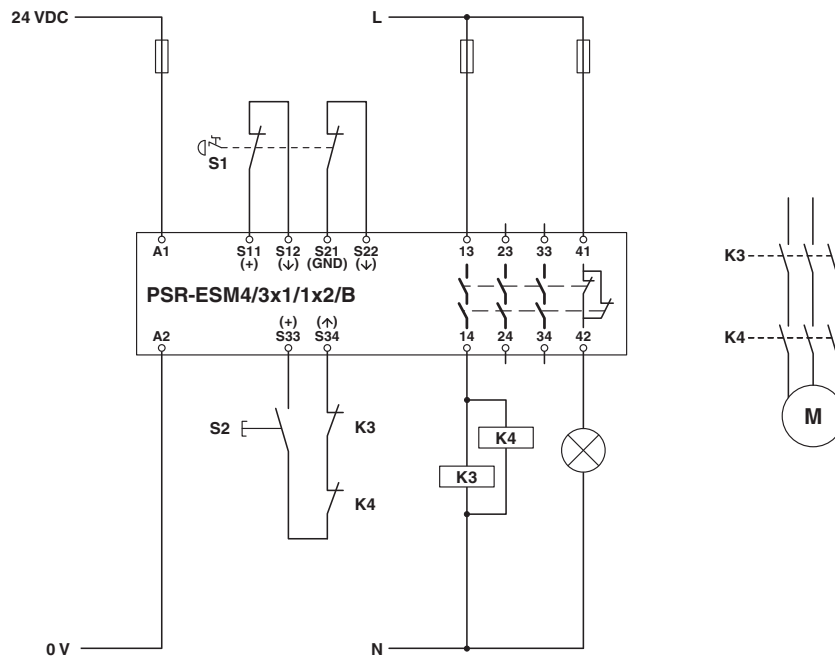 24 VDC
L
S1
A1
S11
(+)
S12
(↓)
S21
(GND)
S22
(↓)
13
23
33
41
PSR-ESM4/3x1/1x2/B
A2
(+)
S33
(↑)
S34
14
24
34
42
S2
K3
K4
K4
K3
K3
K4
M
0 V
N